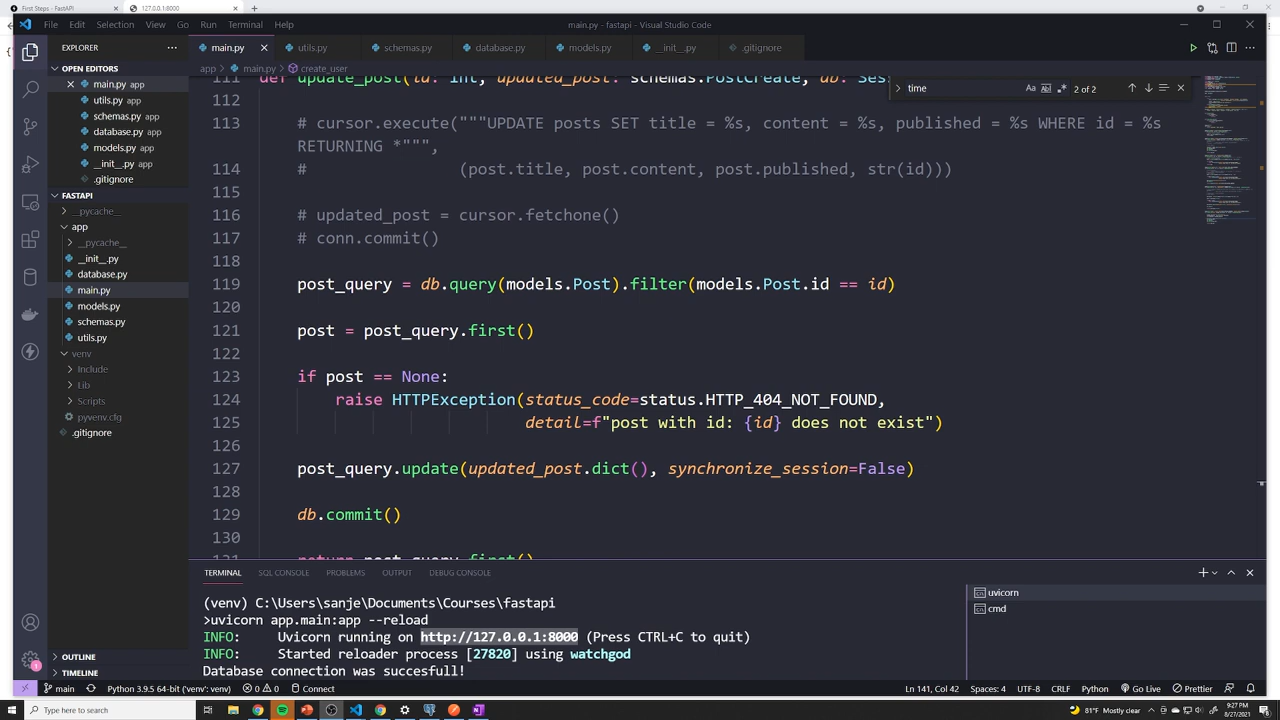 First Steps - FastAPI
127.0.0.1:8000
File Edit Selection View Go Run Terminal Help
main.py - fastapi - Visual Studio Code
EXPLORER
OPEN EDITORS
main.py app
utils.py app
schemas.py app
database.py app
models.py app
__init__.py app
.gitignore
FASTAPI
__pycache__
app
__pycache__
__init__.py
database.py
main.py
models.py
schemas.py
utils.py
venv
Include
Lib
Scripts
pyvenv.cfg
.gitignore
OUTLINE
TIMELINE
main.py utils.py schemas.py database.py models.py __init__.py .gitignore
app > main.py > create_user
time
Aa ab 2 of 2
111 def update_post(id: int, updated_post: schemas.PostCreate, db: Sess
112
113 # cursor.execute("""UPDATE posts SET title = %s, content = %s, published = %s WHERE id = %s
RETURNING *""",
114 # (post.title, post.content, post.published, str(id)))
115
116 # updated_post = cursor.fetchone()
117 # conn.commit()
118
119 post_query = db.query(models.Post).filter(models.Post.id == id)
120
121 post = post_query.first()
122
123 if post == None:
124 raise HTTPException(status_code=status.HTTP_404_NOT_FOUND,
125 detail=f"post with id: {id} does not exist")
126
127 post_query.update(updated_post.dict(), synchronize_session=False)
128
129 db.commit()
130
131 return post_query.first()
TERMINAL SQL CONSOLE PROBLEMS OUTPUT DEBUG CONSOLE
(venv) C:\Users\sanje\Documents\Courses\fastapi
>uvicorn app.main:app --reload
INFO: Uvicorn running on http://127.0.0.1:8000 (Press CTRL+C to quit)
INFO: Started reloader process [27820] using watchgod
Database connection was succesfull!
uvicorn
cmd
main Python 3.9.5 64-bit ('venv': venv) 0 0 Connect
Ln 141, Col 42 Spaces: 4 UTF-8 CRLF Python Go Live Prettier
1
Type here to search
81°F Mostly clear
9:27 PM
8/27/2021